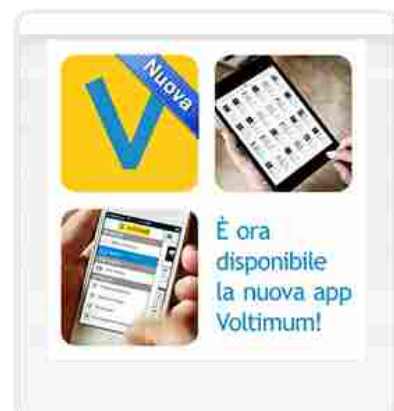 V
Nuova
È ora
disponibile
la nuova app
Voltimum!